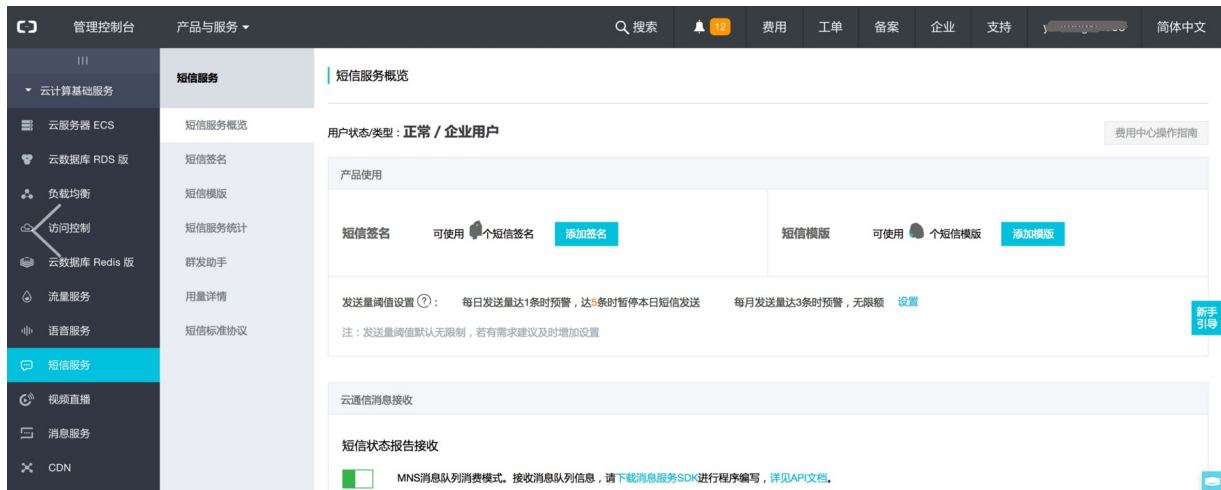 管理控制台 产品与服务 搜索 12 费用 工单 备案 企业 支持 简体中文
云计算基础服务
云服务器 ECS
云数据库 RDS 版
负载均衡
访问控制
云数据库 Redis 版
流量服务
语音服务
短信服务
视频直播
消息服务
CDN
短信服务
短信服务概览
短信签名
短信模版
短信服务统计
群发助手
用量详情
短信标准协议
短信服务概览
用户状态/类型：正常 / 企业用户 费用中心操作指南
产品使用
短信签名 可使用 个短信签名 添加签名 短信模版 可使用 个短信模版 添加模版
发送量阈值设置?： 每日发送量达1条时预警，达5条时暂停本日短信发送 每月发送量达3条时预警，无限额 设置
注：发送量阈值默认无限制，若有需求建议及时增加设置
新手
引导
云通信消息接收
短信状态报告接收
MNS消息队列消费模式。接收消息队列信息，请下载消息服务SDK进行程序编写，详见API文档。